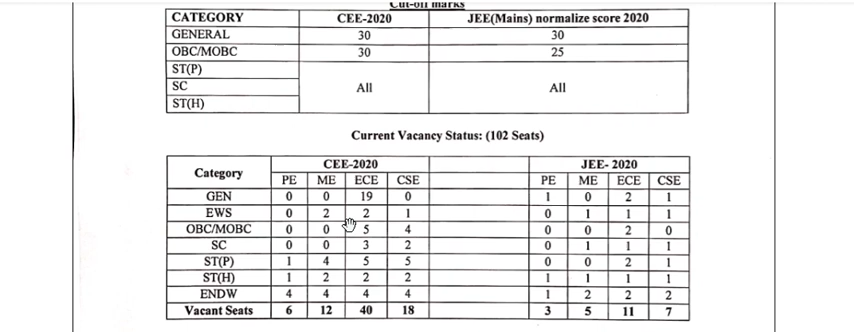 Cut-off marks
CATEGORY CEE-2020 JEE(Mains) normalize score 2020
GENERAL 30 30
OBC/MOBC 30 25
ST(P)
SC All All
ST(H)
Current Vacancy Status: (102 Seats)
Category CEE-2020 JEE- 2020
PE ME ECE CSE PE ME ECE CSE
GEN 0 0 19 0 1 0 2 1
EWS 0 2 2 1 0 1 1 1
OBC/MOBC 0 0 5 4 0 0 2 0
SC 0 0 3 2 0 1 1 1
ST(P) 1 4 5 5 0 0 2 1
ST(H) 1 2 2 2 1 1 1 1
ENDW 4 4 4 4 1 2 2 2
Vacant Seats 6 12 40 18 3 5 11 7